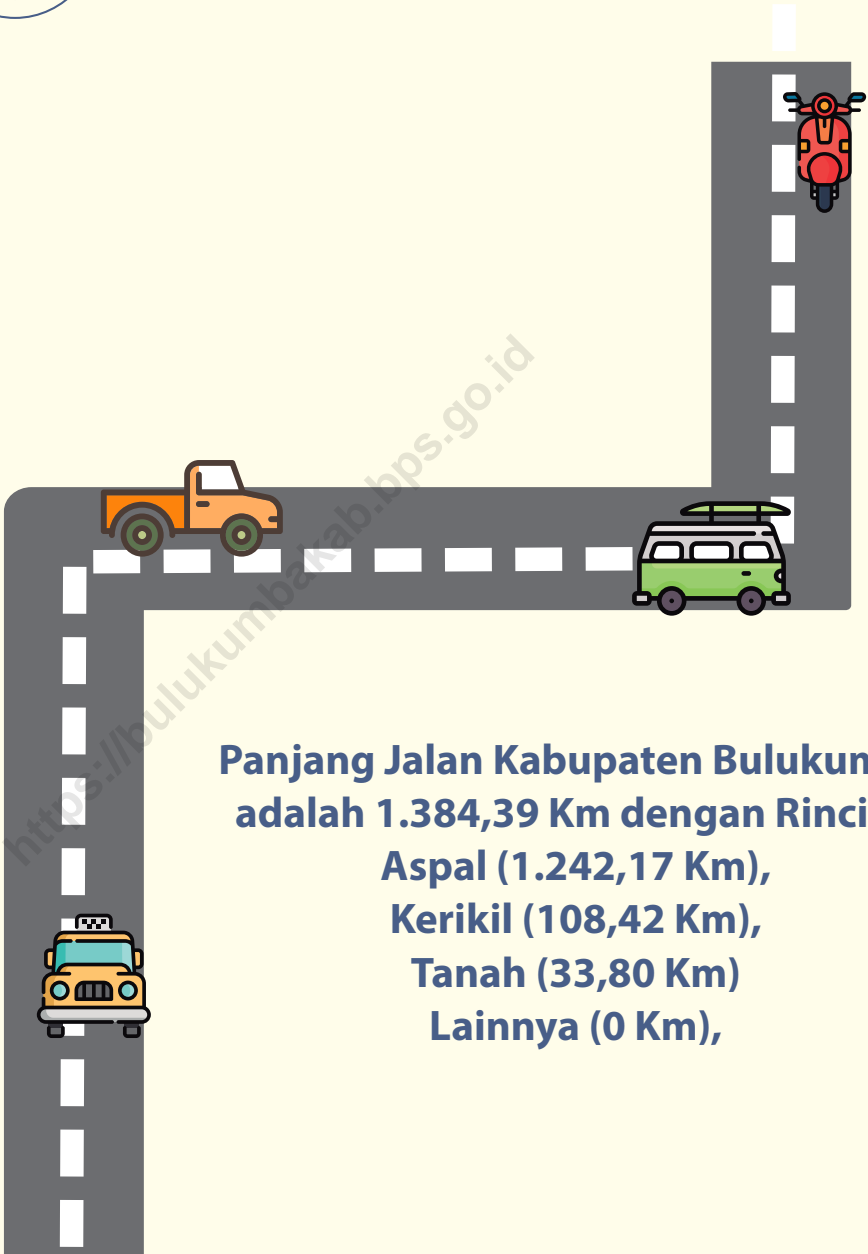 https://bulukumbakab.bps.go.id
Panjang Jalan Kabupaten Bulukum
adalah 1.384,39 Km dengan Rinci
Aspal (1.242,17 Km),
Kerikil (108,42 Km),
Tanah (33,80 Km)
Lainnya (0 Km),